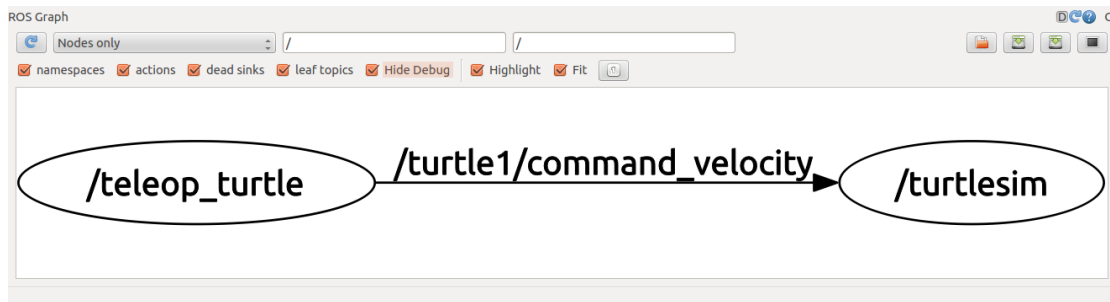 ROS Graph D C ? O
Nodes only / /
namespaces actions dead sinks leaf topics Hide Debug Highlight Fit
/teleop_turtle /turtle1/command_velocity /turtlesim